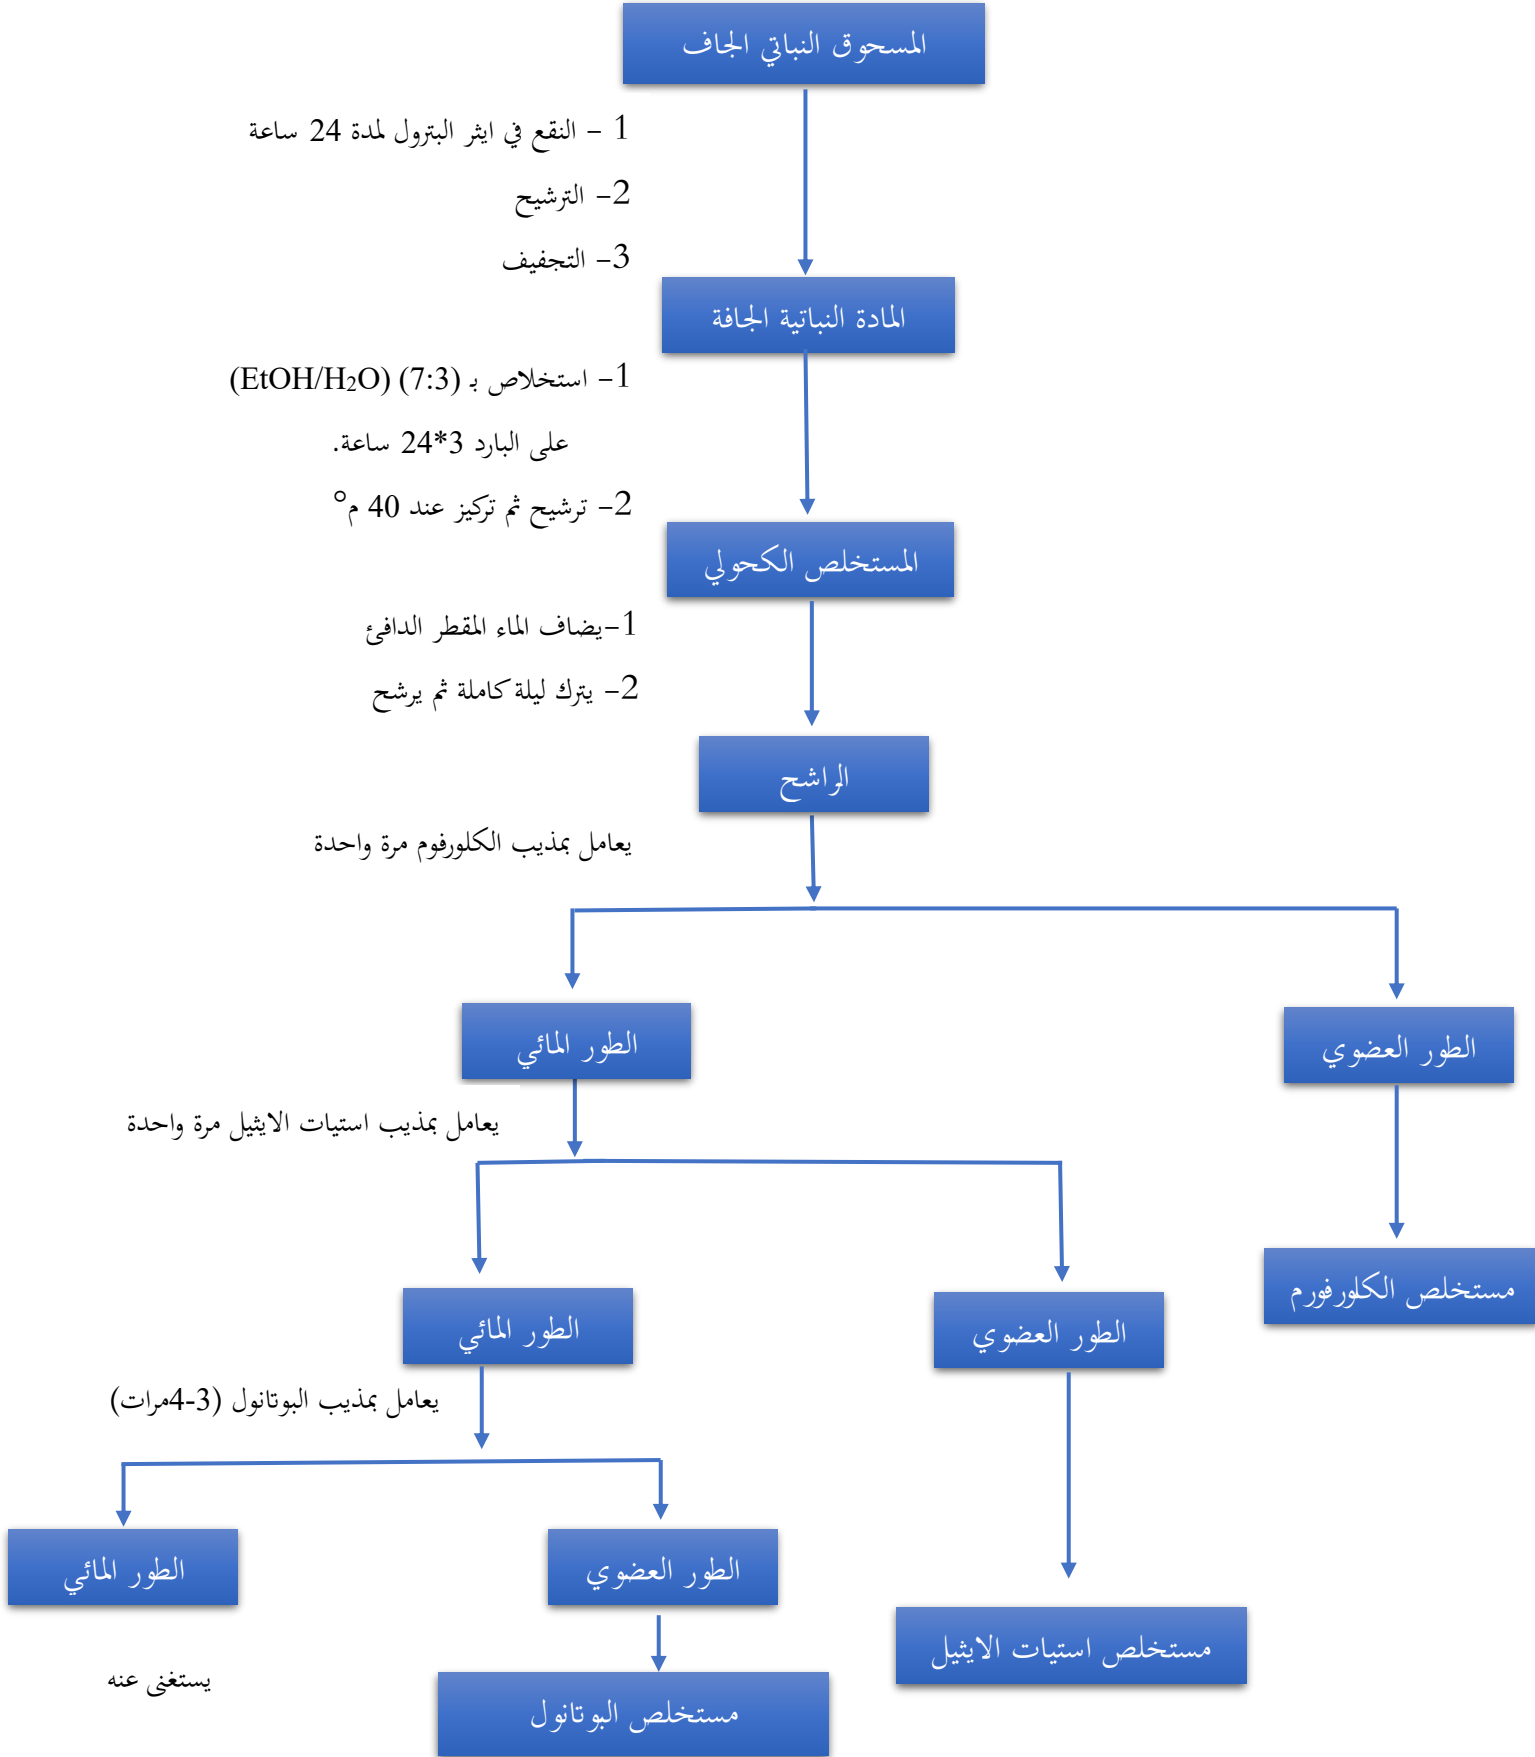 المسحوق النباتي الجاف
1 – النقع في ايثر البترول لمدة 24 ساعة
2– الترشيح
3– التجفيف
المادة النباتية الجافة
1– استخلاص بـ (7:3) (EtOH/H₂O)
على البارد 3*24 ساعة.
2– ترشيح ثم تركيز عند 40 م°
المستخلص الكحولي
1–يضاف الماء المقطر الدافئ
2– يترك ليلة كاملة ثم يرشح
الراشح
يعامل بمذيب الكلورفوم مرة واحدة
الطور العضوي
الطور المائي
يعامل بمذيب استيات الايثيل مرة واحدة
مستخلص الكلورفورم
الطور العضوي
الطور المائي
يعامل بمذيب البوتانول (3-4مرات)
الطور العضوي
الطور المائي
مستخلص استيات الايثيل
يستغنى عنه
مستخلص البوتانول